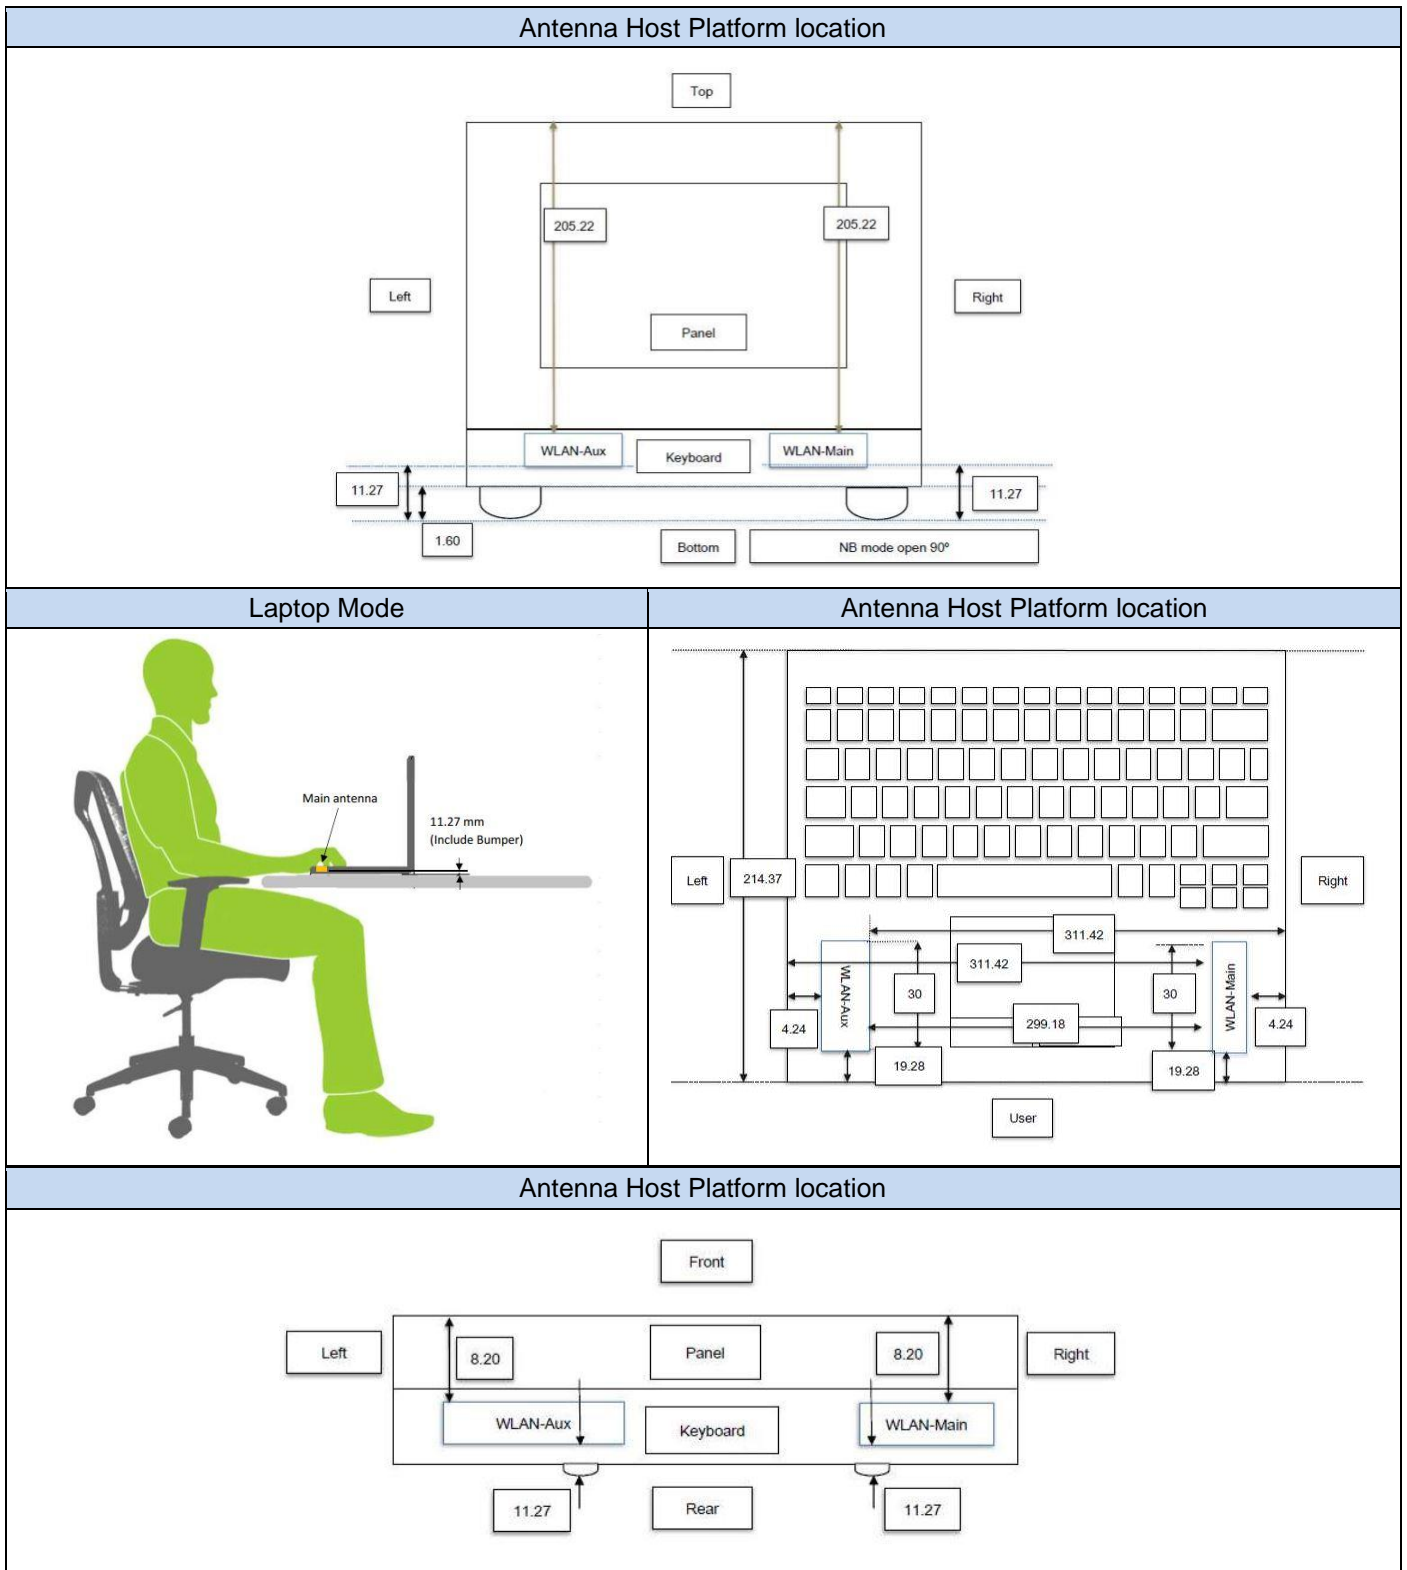 Antenna Host Platform location
Top
205.22
205.22
Left
Right
Panel
WLAN-Aux
Keyboard
WLAN-Main
11.27
11.27
1.60
Bottom
NB mode open 90º
Laptop Mode
Antenna Host Platform location
Main antenna
11.27 mm
(Include Bumper)
Left
214.37
Right
311.42
311.42
WLAN-Aux
30
30
WLAN-Main
4.24
299.18
4.24
19.28
19.28
User
Antenna Host Platform location
Front
Left
8.20
Panel
8.20
Right
WLAN-Aux
Keyboard
WLAN-Main
11.27
Rear
11.27